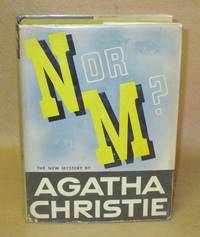 N OR
M?
THE NEW MYSTERY BY
AGATHA
CHRISTIE